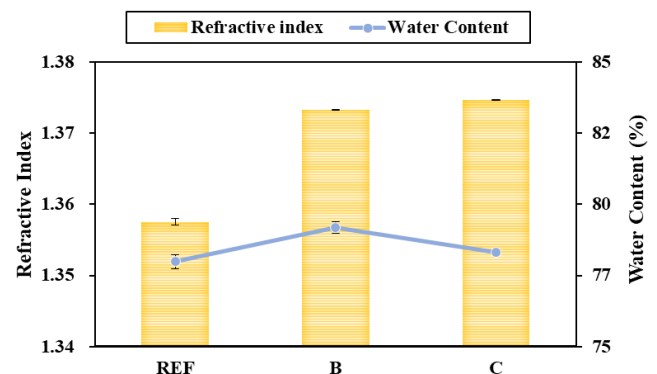 Refractive index Water Content
1.38
1.37
1.36
1.35
1.34
Refractive Index
85
82
80
77
75
Water Content (%)
REF B C